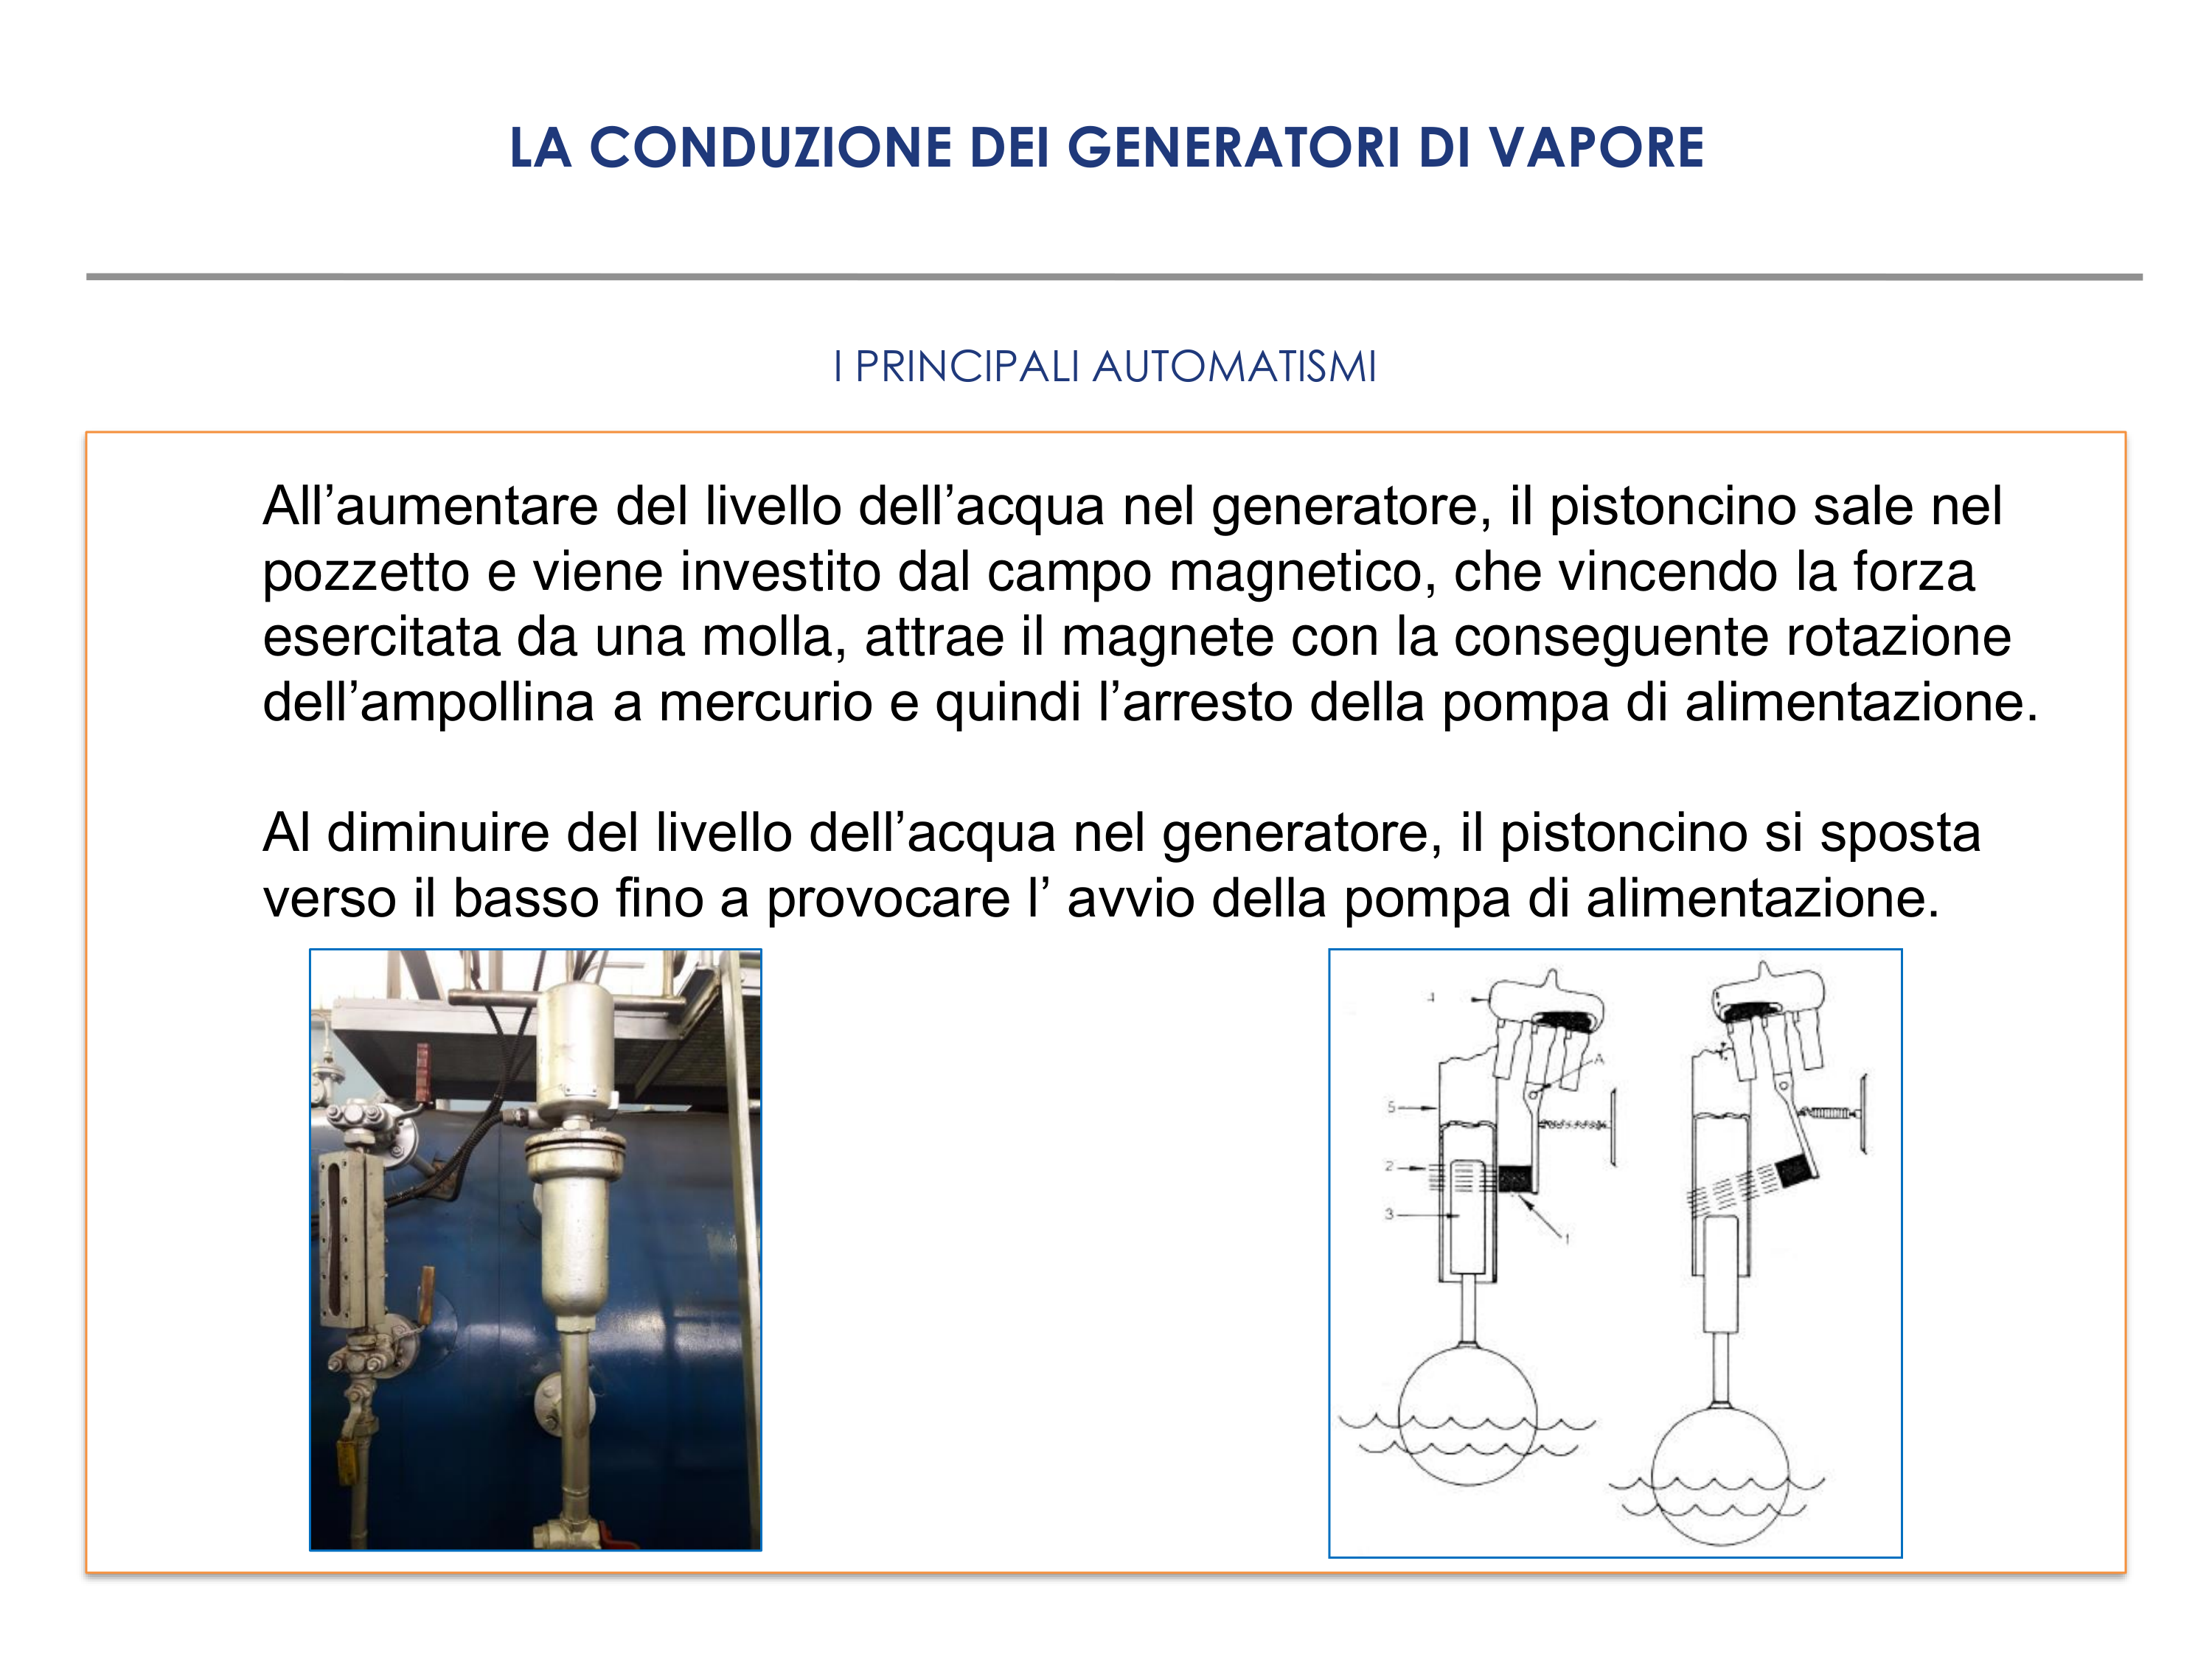 LA CONDUZIONE DEI GENERATORI DI VAPORE
I PRINCIPALI AUTOMATISMI
All’aumentare del livello dell’acqua nel generatore, il pistoncino sale nel
pozzetto e viene investito dal campo magnetico, che vincendo la forza
esercitata da una molla, attrae il magnete con la conseguente rotazione
dell’ampollina a mercurio e quindi l’arresto della pompa di alimentazione.
Al diminuire del livello dell’acqua nel generatore, il pistoncino si sposta
verso il basso fino a provocare l’ avvio della pompa di alimentazione.
A
5
2
3
1